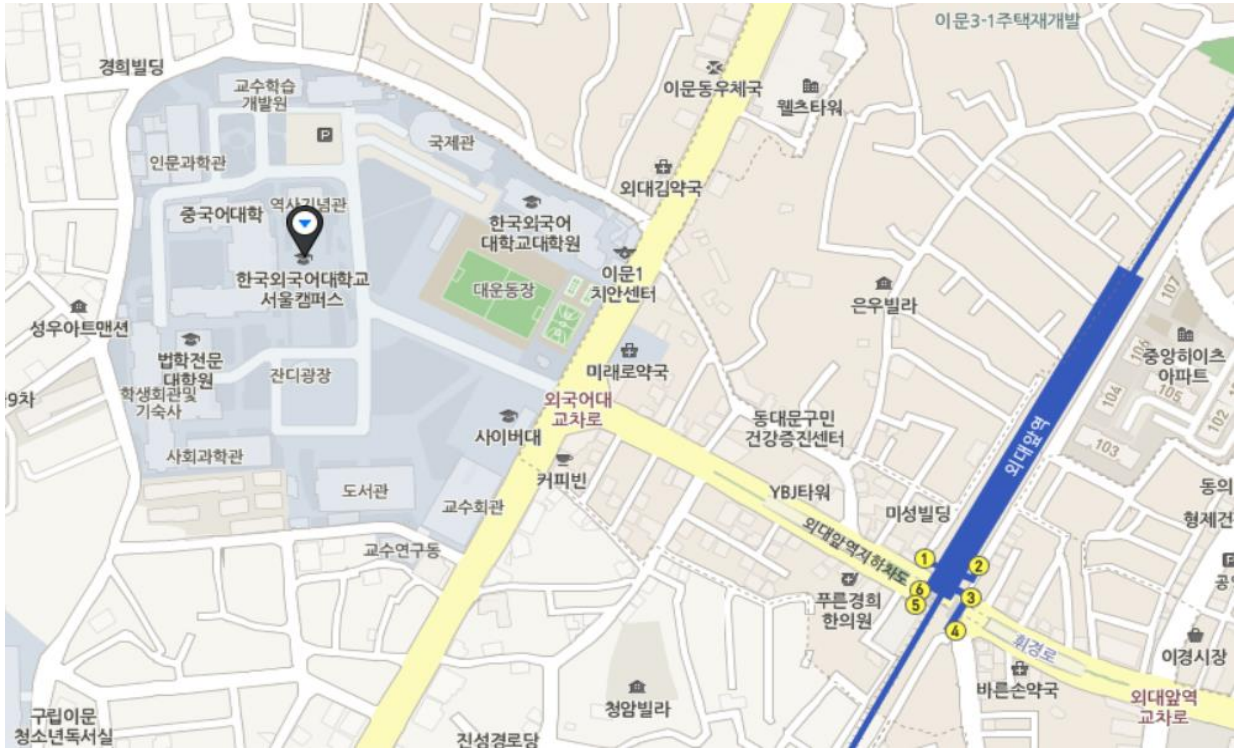 이문3-1주택재개발
경희빌딩
교수학습
개발원
이문동우체국
웰츠타워
P
국제관
인문과학관
외대김약국
역사기념관
중국어대학
한국외국어
대학교대학원
한국외국어대학교
서울캠퍼스
이문1
치안센터
대운동장
은우빌라
107
성우아트맨션
중앙하이츠
아파트
106
105
104
102
103
법학전문
대학원
잔디광장
미래로약국
학생회관및
기숙사
9차
외국어대
교차로
동대문구민
건강증진센터
사이버대
외대앞역
사회과학관
커피빈
YBJ타워
도서관
교수회관
미성빌딩
동의
형제건
외대앞역지하차도
교수연구동
1
2
6
5
3
4
푸른경희
한의원
P
회경로
이경시장
바른손약국
청암빌라
외대앞역
교차로
구립이문
청소년독서실
진성경로당